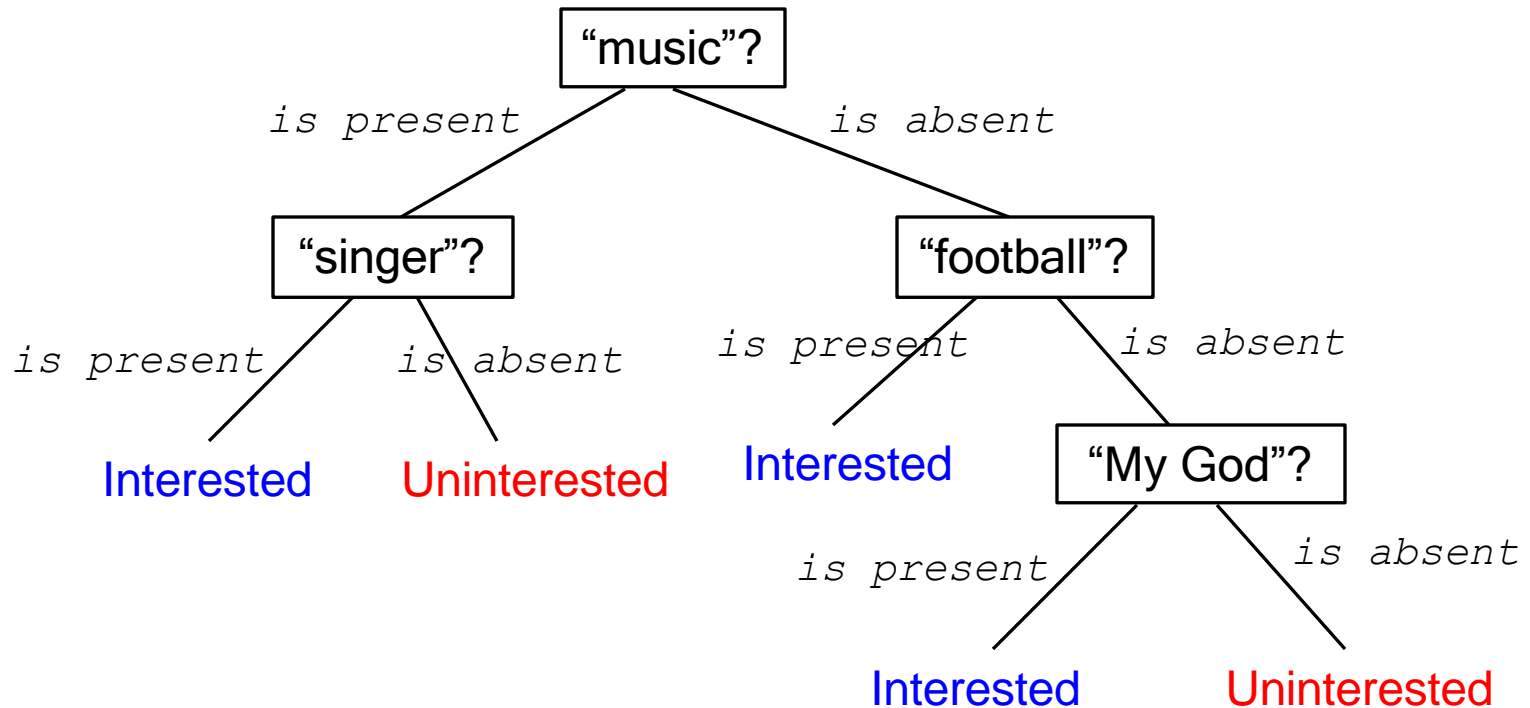 “music”?
is present
is absent
“singer”?
“football”?
is present
is absent
is present
is absent
Interested
Uninterested
Interested
“My God”?
is present
is absent
Interested
Uninterested